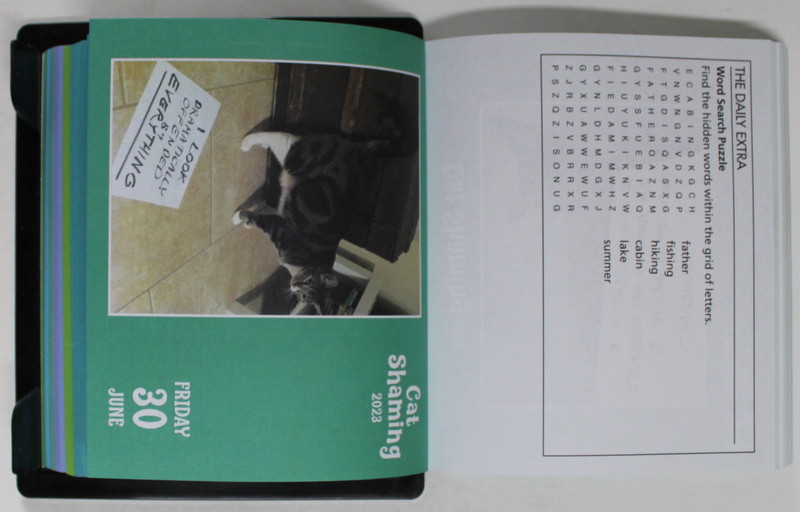 I LOOK
DRAMATICALLY
OFFENDED
BY
EVERYTHING
Cat
Shaming
2023
FRIDAY
30
JUNE
THE DAILY EXTRA
Word Search Puzzle
Find the hidden words within the grid of letters.
E C A B I N G K G C H
V N W N G N V D Z Q P
F T G D I S Q A S X G
F A T H E R O A Z N M
G Y S S F U E B I A Q
H I U Y U K I K N V W
F I E D A M I M W H Z
G Y N L D H M D G X J
G Y X U A W W E W U F
Z J R B Z V B R R X R
P S Z Q Z I S O N U G
father
fishing
hiking
cabin
lake
summer